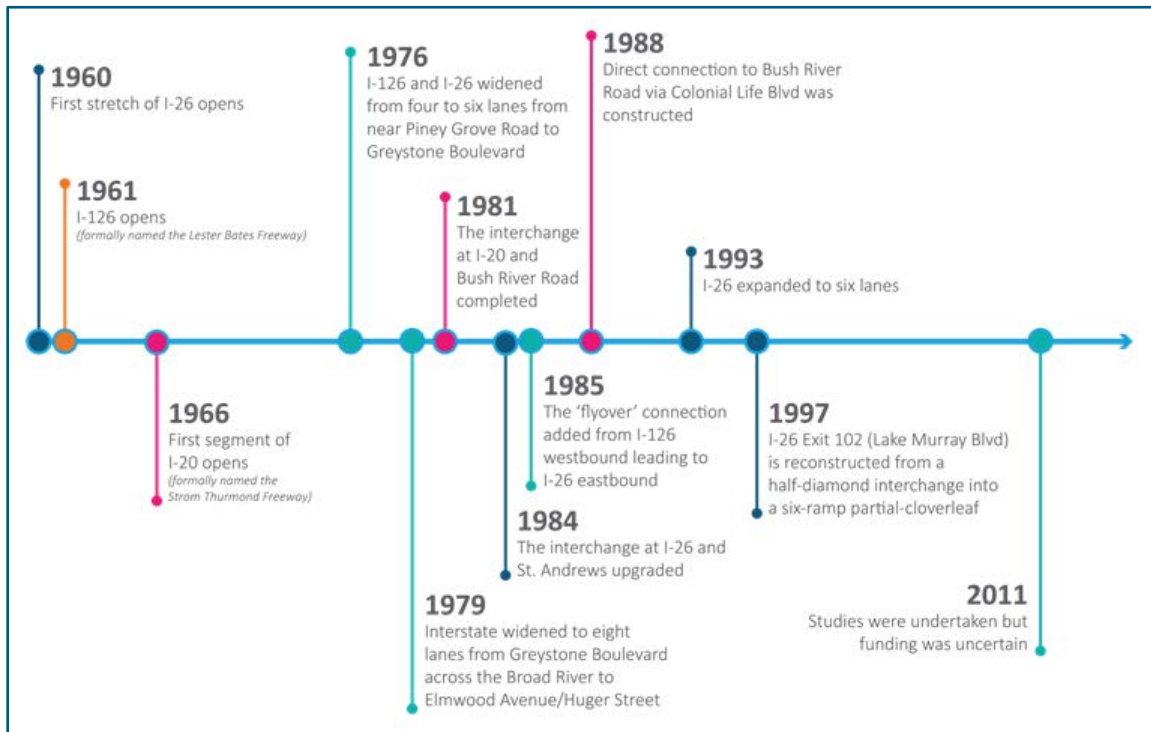 1960
First stretch of I-26 opens
1961
I-126 opens
(formally named the Lester Bates Freeway)
1966
First segment of
I-20 opens
(formally named the
Strom Thurmond Freeway)
1976
I-126 and I-26 widened
from four to six lanes from
near Piney Grove Road to
Greystone Boulevard
1979
Interstate widened to eight
lanes from Greystone Boulevard
across the Broad River to
Elmwood Avenue/Huger Street
1981
The interchange
at I-20 and
Bush River Road
completed
1984
The interchange at I-26 and
St. Andrews upgraded
1985
The ‘flyover’ connection
added from I-126
westbound leading to
I-26 eastbound
1988
Direct connection to Bush River
Road via Colonial Life Blvd was
constructed
1993
I-26 expanded to six lanes
1997
I-26 Exit 102 (Lake Murray Blvd)
is reconstructed from a
half-diamond interchange into
a six-ramp partial-cloverleaf
2011
Studies were undertaken but
funding was uncertain